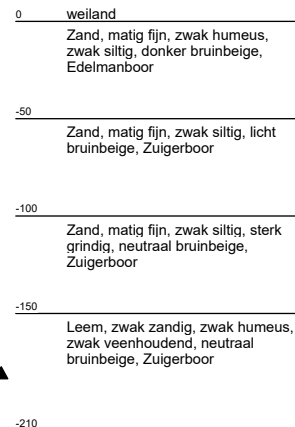 0 weiland
Zand, matig fijn, zwak humeus,
zwak siltig, donker bruinbeige,
Edelmanboor
-50
Zand, matig fijn, zwak siltig, licht
bruinbeige, Zuigerboor
-100
Zand, matig fijn, zwak siltig, sterk
grindig, neutraal bruinbeige,
Zuigerboor
-150
Leem, zwak zandig, zwak humeus,
zwak veenhoudend, neutraal
bruinbeige, Zuigerboor
-210